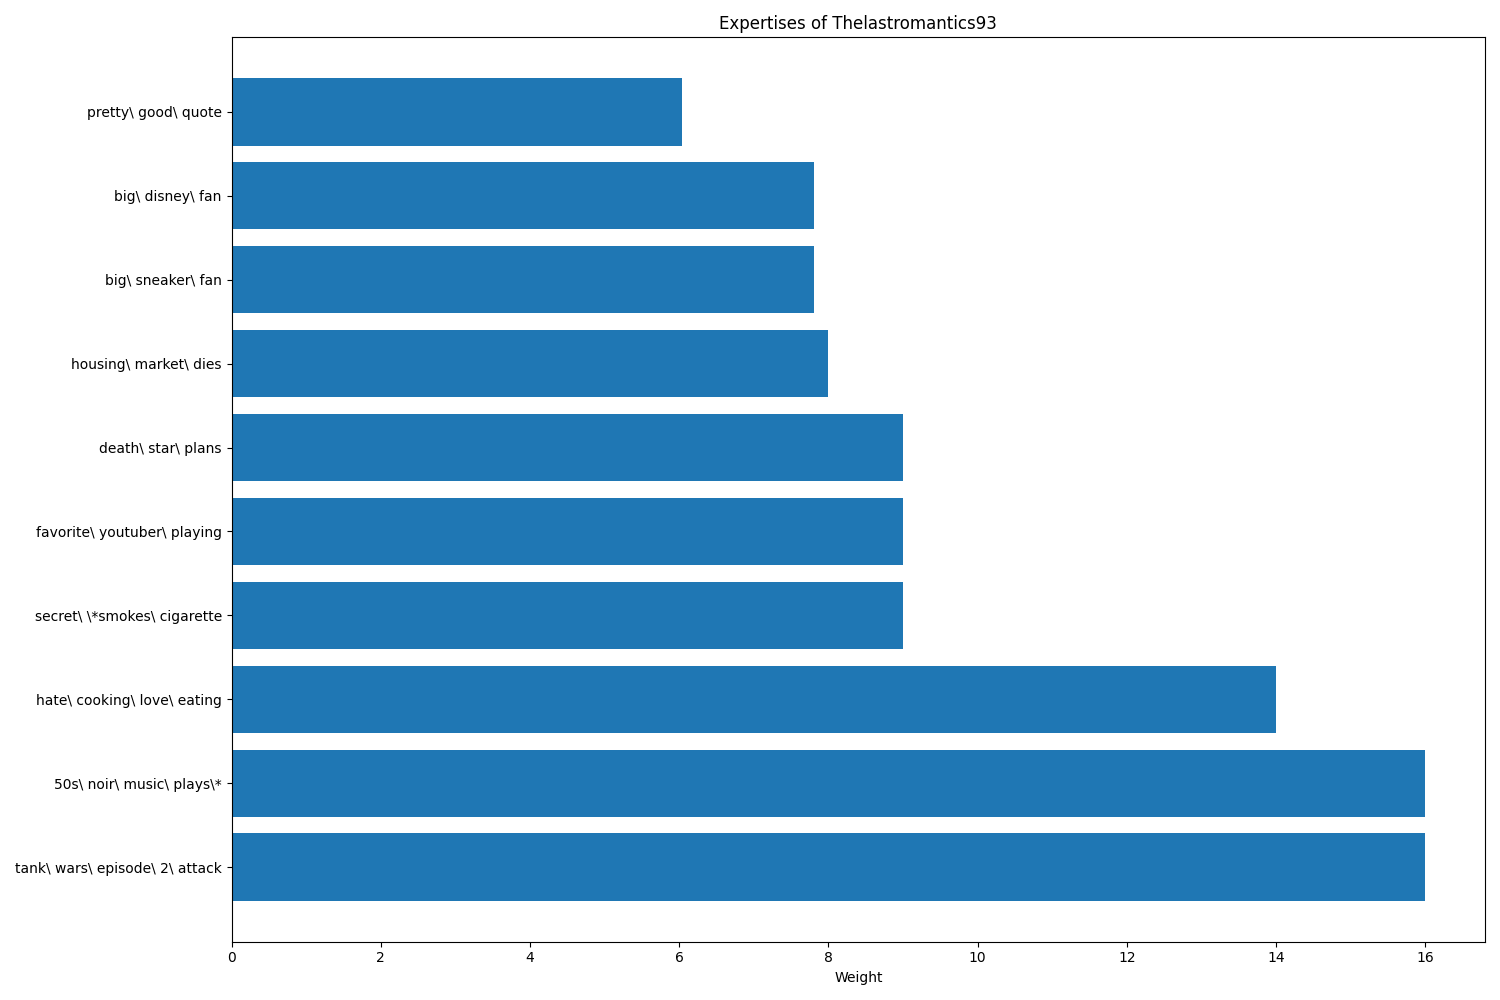 Expertises of Thelastromantics93
pretty\ good\ quote
big\ disney\ fan
big\ sneaker\ fan
housing\ market\ dies
death\ star\ plans
favorite\ youtuber\ playing
secret\ \*smokes\ cigarette
hate\ cooking\ love\ eating
50s\ noir\ music\ plays\*
tank\ wars\ episode\ 2\ attack
0 2 4 6 8 10 12 14 16
Weight